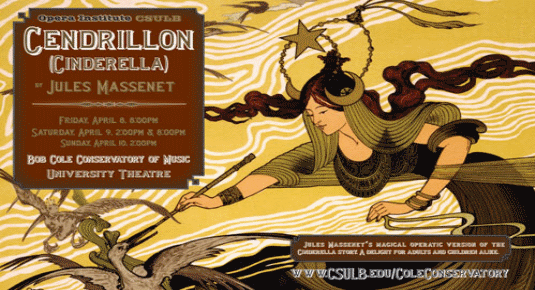 Opera Institute CSULB
CENDRILLON
(CINDERELLA)
BY JULES MASSENET
FRIDAY APRIL 8, 8:00PM
SATURDAY APRIL 9, 2:00PM & 8:00PM
SUNDAY APRIL 10, 2:00PM
BOB COLE CONSERVATORY OF MUSIC
UNIVERSITY THEATRE
JULES MASSENET'S MAGICAL OPERATIC VERSION OF THE
CINDERELLA STORY. A DELIGHT FOR ADULTS AND CHILDREN ALIKE.
WWW.CSULB.EDU/COLECONSERVATORY